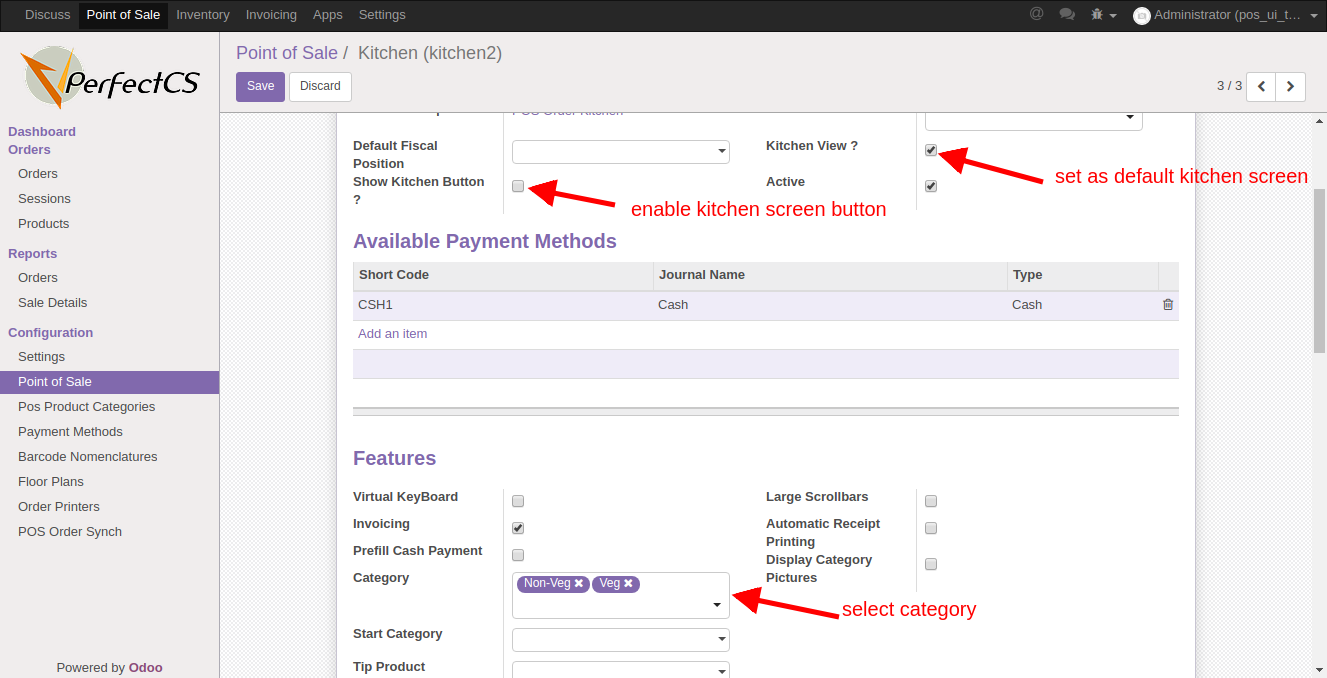 Discuss Point of Sale Inventory Invoicing Apps Settings @ Administrator (pos_ui_t...
PerfectCS
Point of Sale / Kitchen (kitchen2)
Save Discard 3 / 3
Dashboard
Orders
Orders
Sessions
Products
Reports
Orders
Sale Details
Configuration
Settings
Point of Sale
Pos Product Categories
Payment Methods
Barcode Nomenclatures
Floor Plans
Order Printers
POS Order Synch
Powered by Odoo
POS Order Kitchen
Default Fiscal
Position
Kitchen View ?
set as default kitchen screen
Show Kitchen Button
?
Active
enable kitchen screen button
Available Payment Methods
Short Code Journal Name Type
CSH1 Cash Cash
Add an item
Features
Virtual KeyBoard Large Scrollbars
Invoicing Automatic Receipt
Printing
Prefill Cash Payment Display Category
Pictures
Category Non-Veg Veg
select category
Start Category
Tip Product